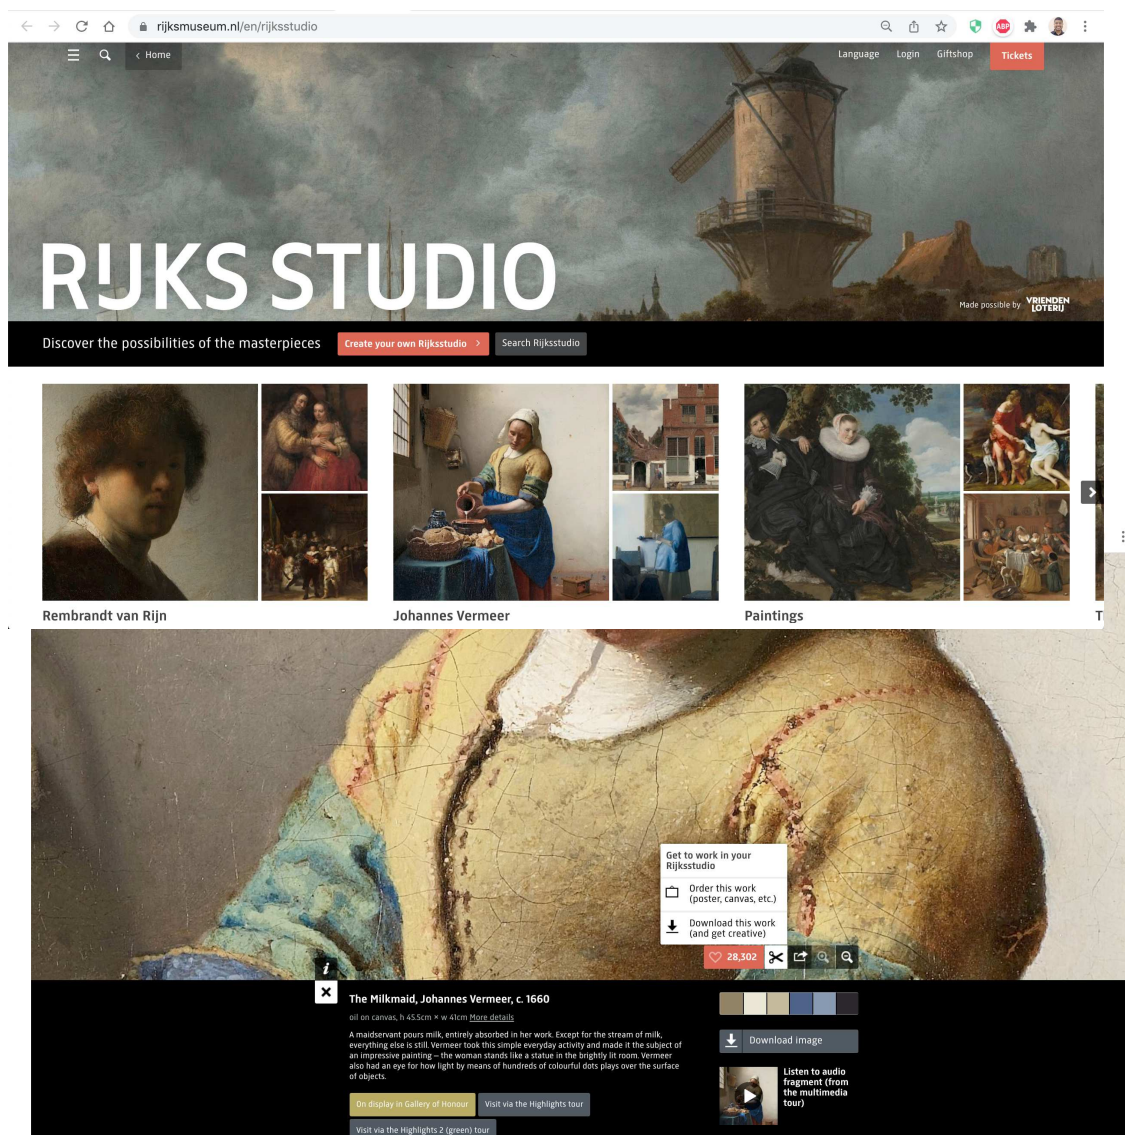 rijksmuseum.nl/en/rijksstudio
ABP
Home
Language Login Giftshop Tickets
RIJKS STUDIO
Made possible by VRIENDEN
LOTERIJ
Discover the possibilities of the masterpieces Create your own Rijksstudio Search Rijksstudio
Rembrandt van Rijn Johannes Vermeer Paintings T
Get to work in your
Rijksstudio
Order this work
(poster, canvas, etc.)
Download this work
(and get creative)
28,302
i
The Milkmaid, Johannes Vermeer, c. 1660
oil on canvas, h 45.5cm × w 41cm More details
A maidservant pours milk, entirely absorbed in her work. Except for the stream of milk,
everything else is still. Vermeer took this simple everyday activity and made it the subject of
an impressive painting – the woman stands like a statue in the brightly lit room. Vermeer
also had an eye for how light by means of hundreds of colourful dots plays over the surface
of objects.
On display in Gallery of Honour Visit via the Highlights tour
Visit via the Highlights 2 (green) tour
Download image
Listen to audio
fragment (from
the multimedia
tour)